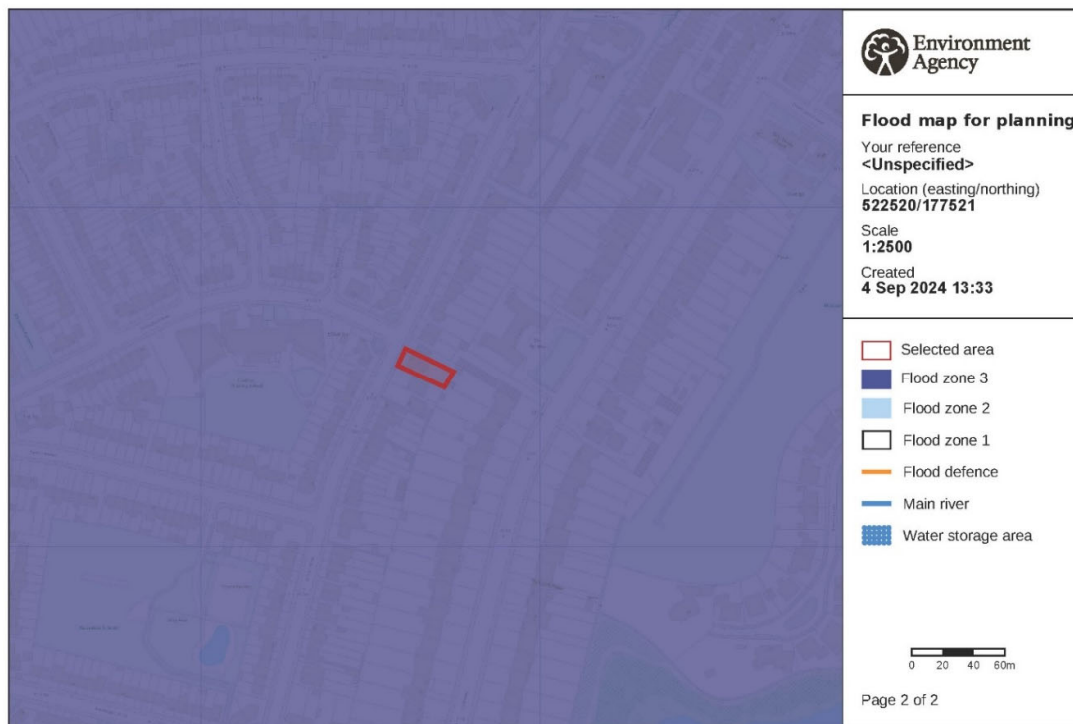 Environment
Agency
Flood map for planning
Your reference
<Unspecified>
Location (easting/northing)
522520/177521
Scale
1:2500
Created
4 Sep 2024 13:33
Selected area
Flood zone 3
Flood zone 2
Flood zone 1
Flood defence
Main river
Water storage area
0 20 40 60m
Page 2 of 2